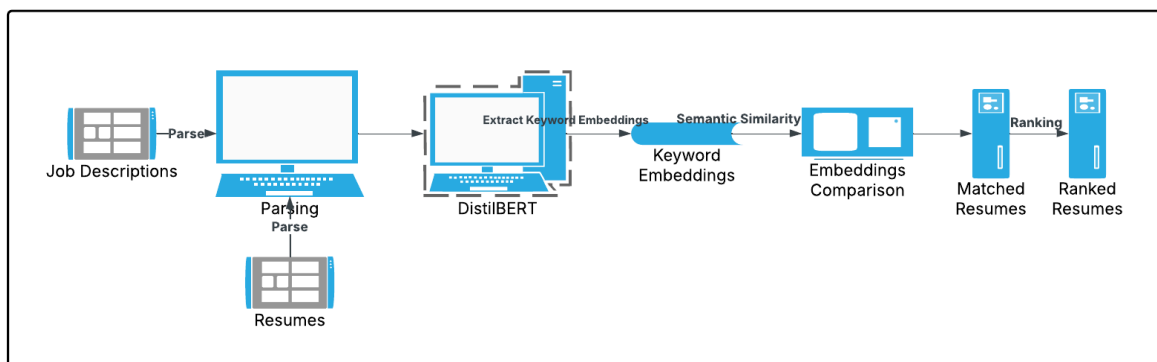 Job Descriptions
Parse
Parsing
Parse
Resumes
DistilBERT
Extract Keyword Embeddings
Keyword
Embeddings
Semantic Similarity
Embeddings
Comparison
Matched
Resumes
Ranking
Ranked
Resumes